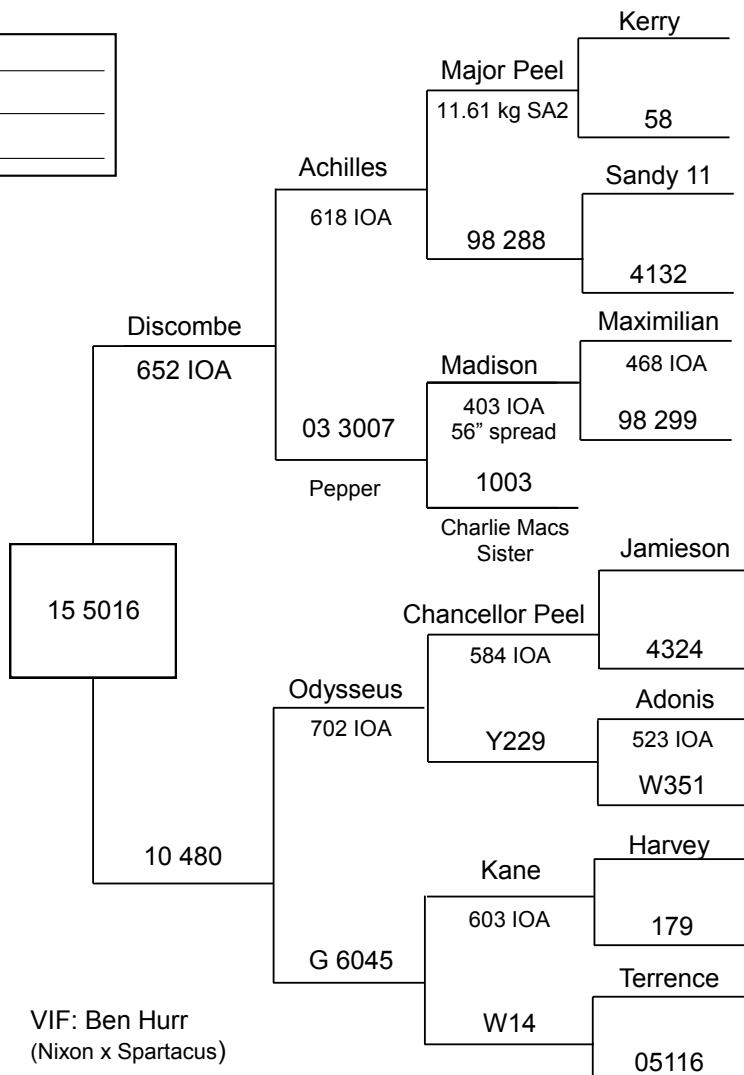 Kerry
Major Peel
11.61 kg SA2
58
Achilles
618 IOA
Sandy 11
98 288
4132
Discombe
652 IOA
Maximilian
468 IOA
Madison
403 IOA
56” spread
98 299
03 3007
Pepper
1003
Charlie Macs
Sister
15 5016
Jamieson
Chancellor Peel
584 IOA
4324
Odysseus
702 IOA
Adonis
523 IOA
Y229
W351
10 480
Harvey
Kane
603 IOA
179
G 6045
Terrence
W14
05116
VIF: Ben Hurr
(Nixon x Spartacus)